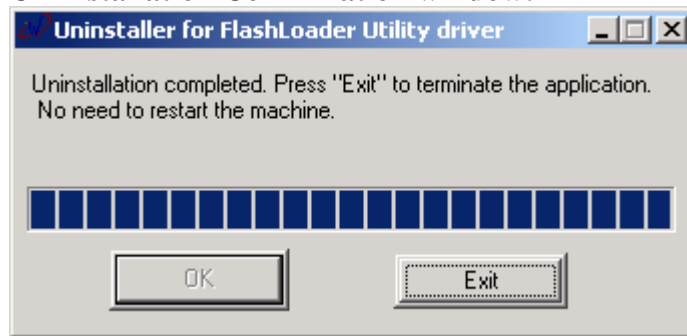 Uninstaller for FlashLoader Utility driver
Uninstallation completed. Press "Exit" to terminate the application.
No need to restart the machine.
OK
Exit